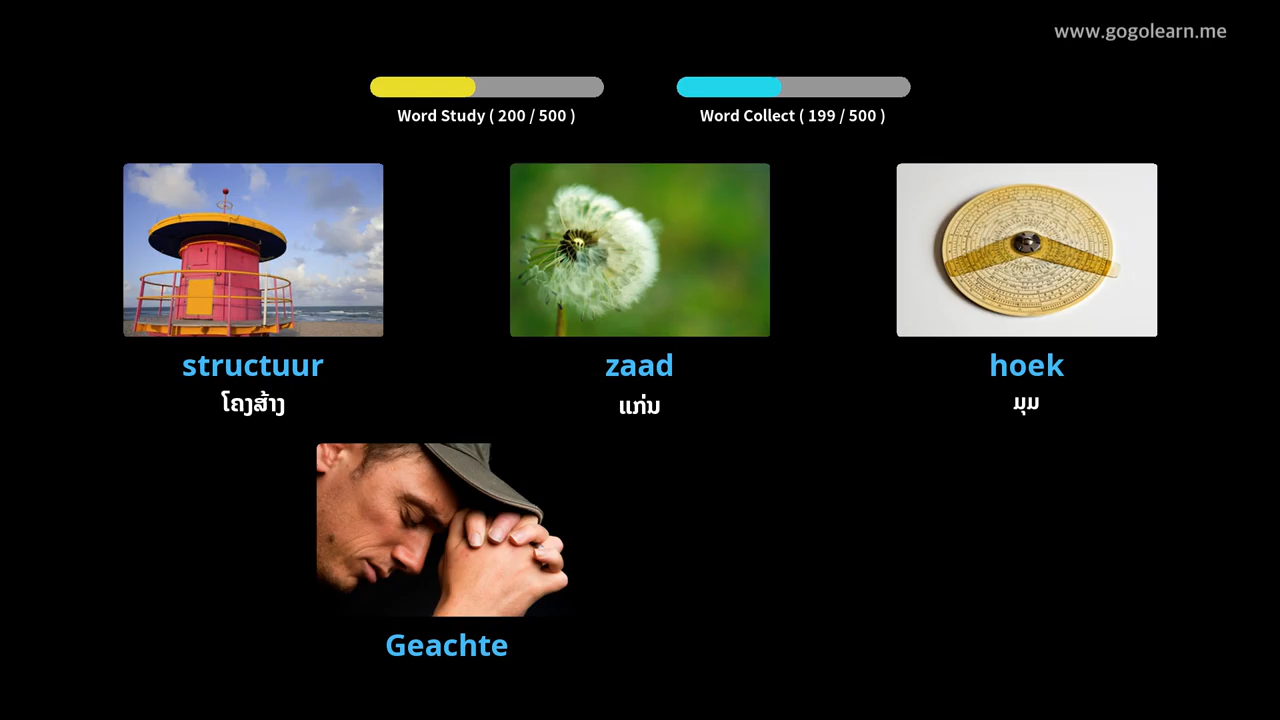 www.gogolearn.me
Word Study ( 200 / 500 )
Word Collect ( 199 / 500 )
structuur
zaad
hoek
ໂຄງສ້າງ
ແກ່ນ
ມຸມ
Geachte